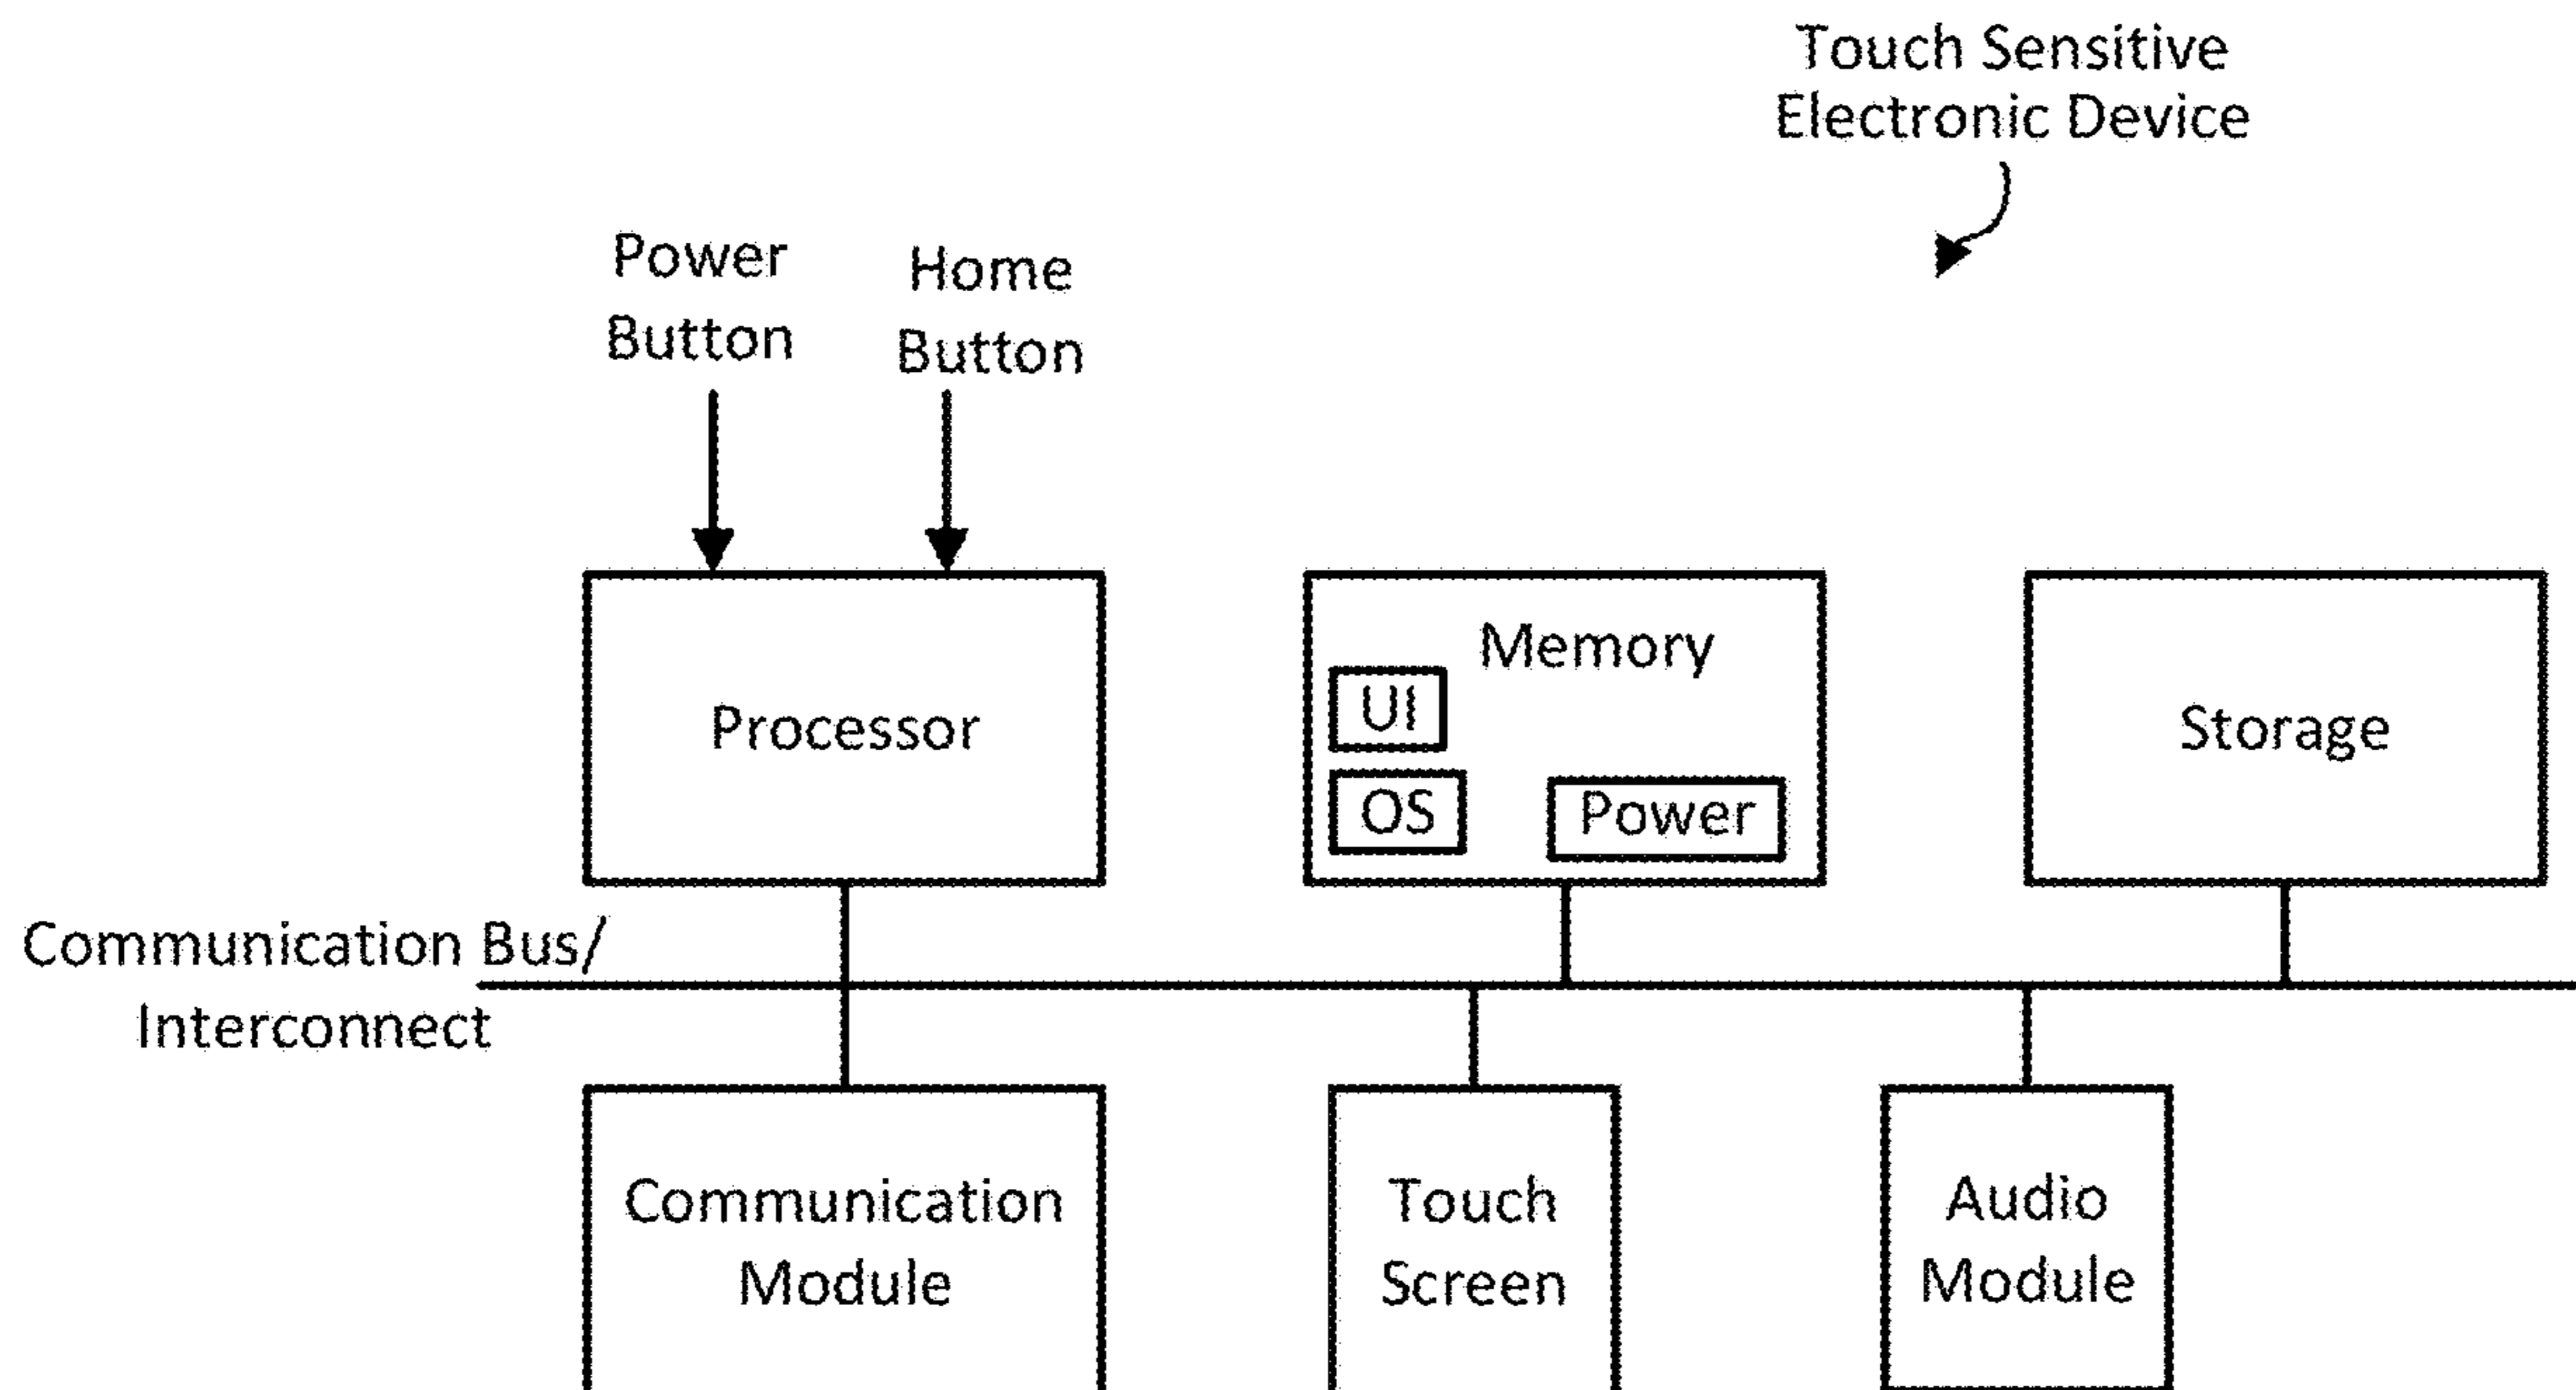 Touch Sensitive
Electronic Device
Power
Button
Home
Button
Processor
Memory
UI
OS
Power
Storage
Communication Bus/
Interconnect
Communication
Module
Touch
Screen
Audio
Module